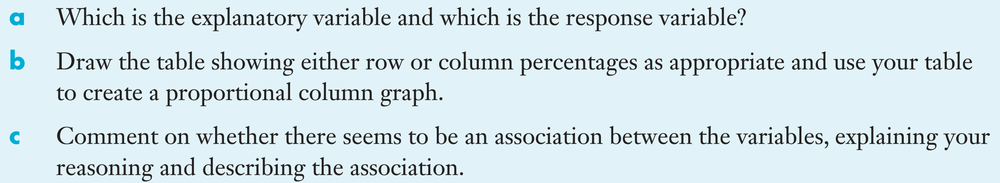 a Which is the explanatory variable and which is the response variable?
b Draw the table showing either row or column percentages as appropriate and use your table
to create a proportional column graph.
c Comment on whether there seems to be an association between the variables, explaining your
reasoning and describing the association.